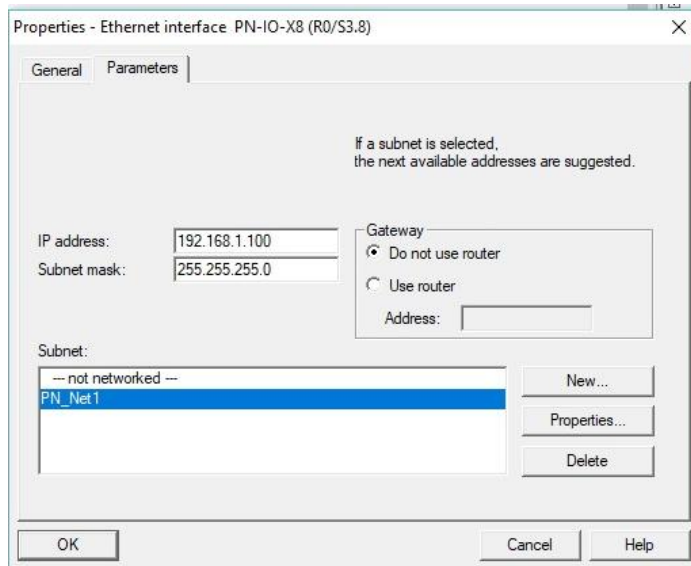 Properties - Ethernet interface PN-IO-X8 (R0/S3.8)
General
Parameters
If a subnet is selected,
the next available addresses are suggested.
IP address:
192.168.1.100
Subnet mask:
255.255.255.0
Gateway
Do not use router
Use router
Address:
Subnet:
--- not networked ---
PN_Net1
New...
Properties...
Delete
OK
Cancel
Help